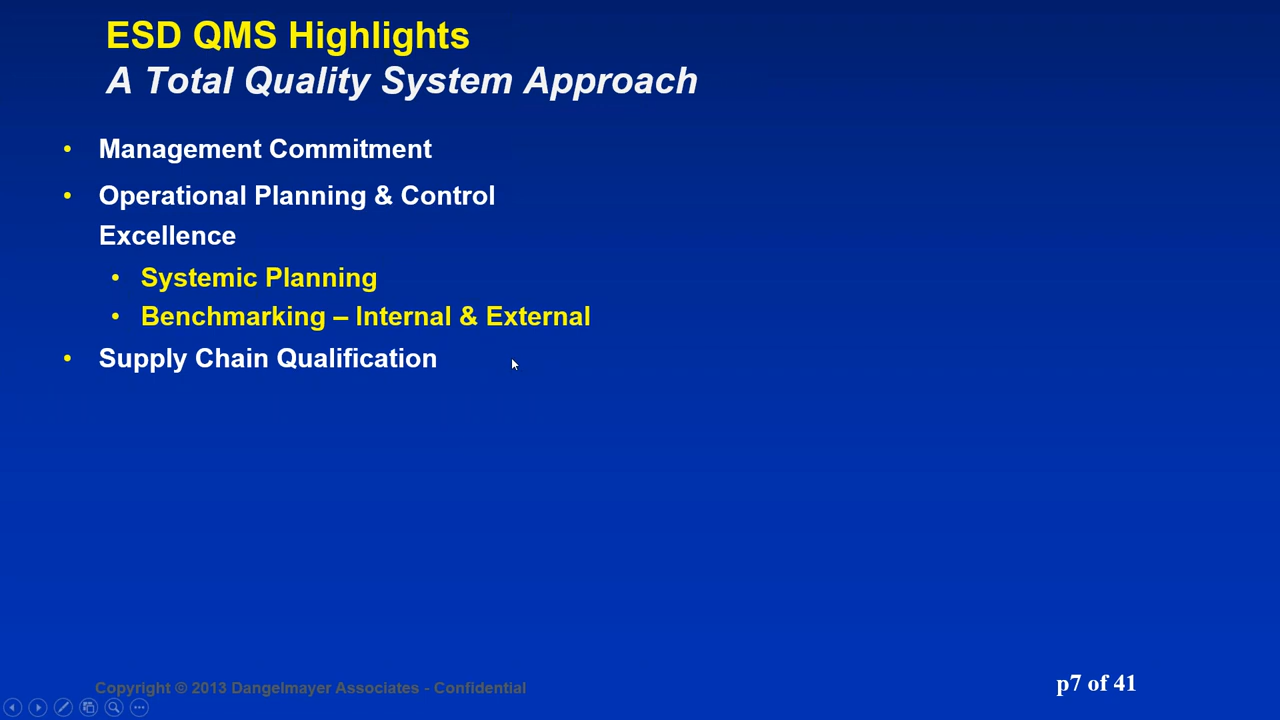 ESD QMS Highlights
A Total Quality System Approach
• Management Commitment
• Operational Planning & Control
Excellence
• Systemic Planning
• Benchmarking – Internal & External
• Supply Chain Qualification
Copyright © 2013 Dangelmayer Associates - Confidential
p7 of 41